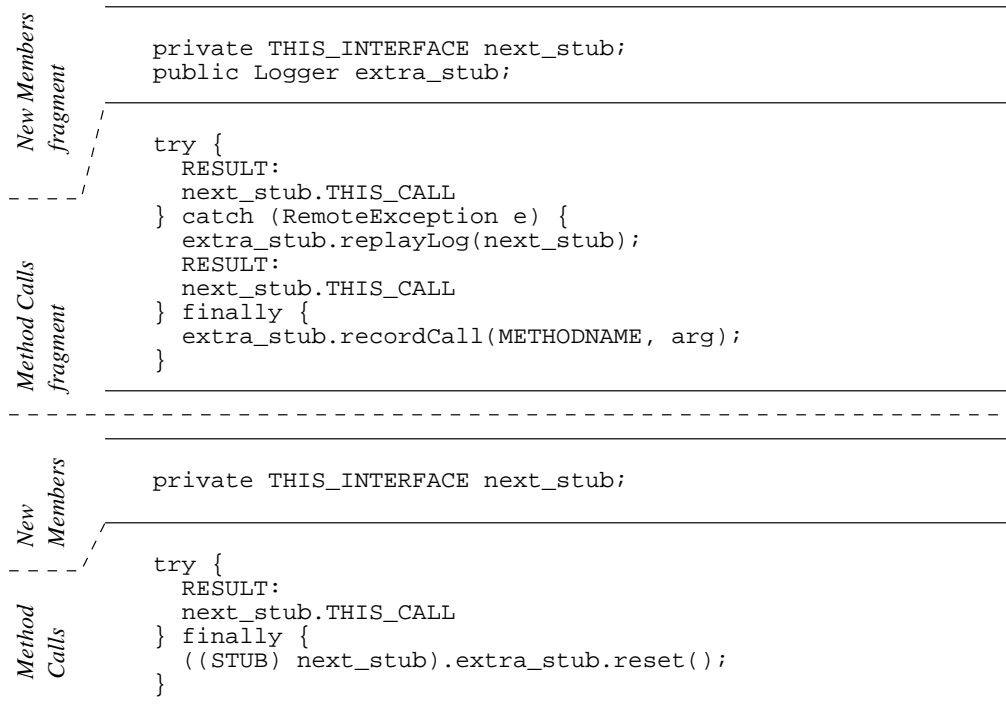 New Members
fragment
private THIS_INTERFACE next_stub;
public Logger extra_stub;
Method Calls
fragment
try {
RESULT:
next_stub.THIS_CALL
} catch (RemoteException e) {
extra_stub.replayLog(next_stub);
RESULT:
next_stub.THIS_CALL
} finally {
extra_stub.recordCall(METHODNAME, arg);
}
New
Members
private THIS_INTERFACE next_stub;
Method
Calls
try {
RESULT:
next_stub.THIS_CALL
} finally {
((STUB) next_stub).extra_stub.reset();
}